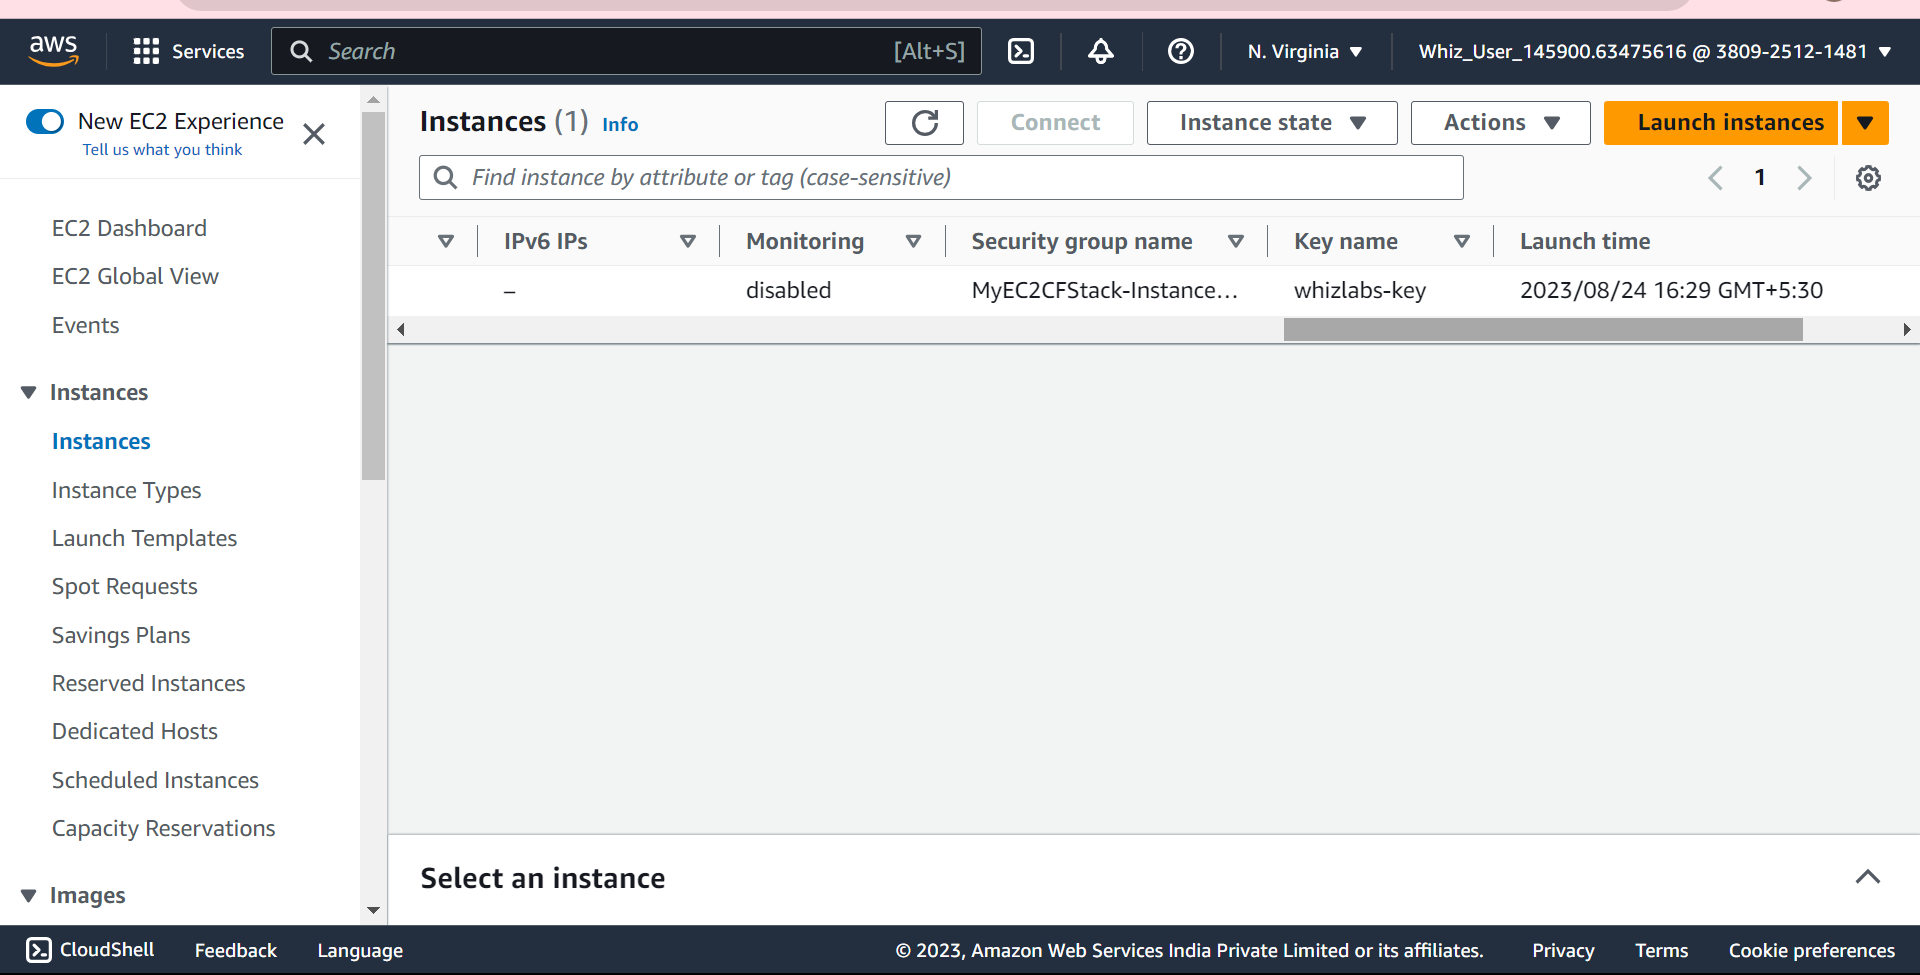 aws
Services
Search
[Alt+S]
N. Virginia
Whiz_User_145900.63475616 @ 3809-2512-1481
New EC2 Experience
Tell us what you think
EC2 Dashboard
EC2 Global View
Events
Instances
Instances
Instance Types
Launch Templates
Spot Requests
Savings Plans
Reserved Instances
Dedicated Hosts
Scheduled Instances
Capacity Reservations
Images
Instances (1) Info
Connect
Instance state
Actions
Launch instances
Find instance by attribute or tag (case-sensitive)
1
IPv6 IPs Monitoring Security group name Key name Launch time
– disabled MyEC2CFStack-Instance… whizlabs-key 2023/08/24 16:29 GMT+5:30
Select an instance
CloudShell Feedback Language © 2023, Amazon Web Services India Private Limited or its affiliates. Privacy Terms Cookie preferences